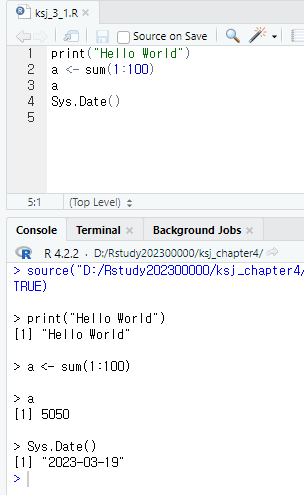 ksj_3_1.R ×
Source on Save
1 print("Hello World")
2 a <- sum(1:100)
3 a
4 Sys.Date()
5
5:1 (Top Level)
Console Terminal × Background Jobs ×
R 4.2.2 · D:/Rstudy202300000/ksj_chapter4/
> source("D:/Rstudy202300000/ksj_chapter4/
TRUE)
> print("Hello World")
[1] "Hello World"
> a <- sum(1:100)
> a
[1] 5050
> Sys.Date()
[1] "2023-03-19"
>